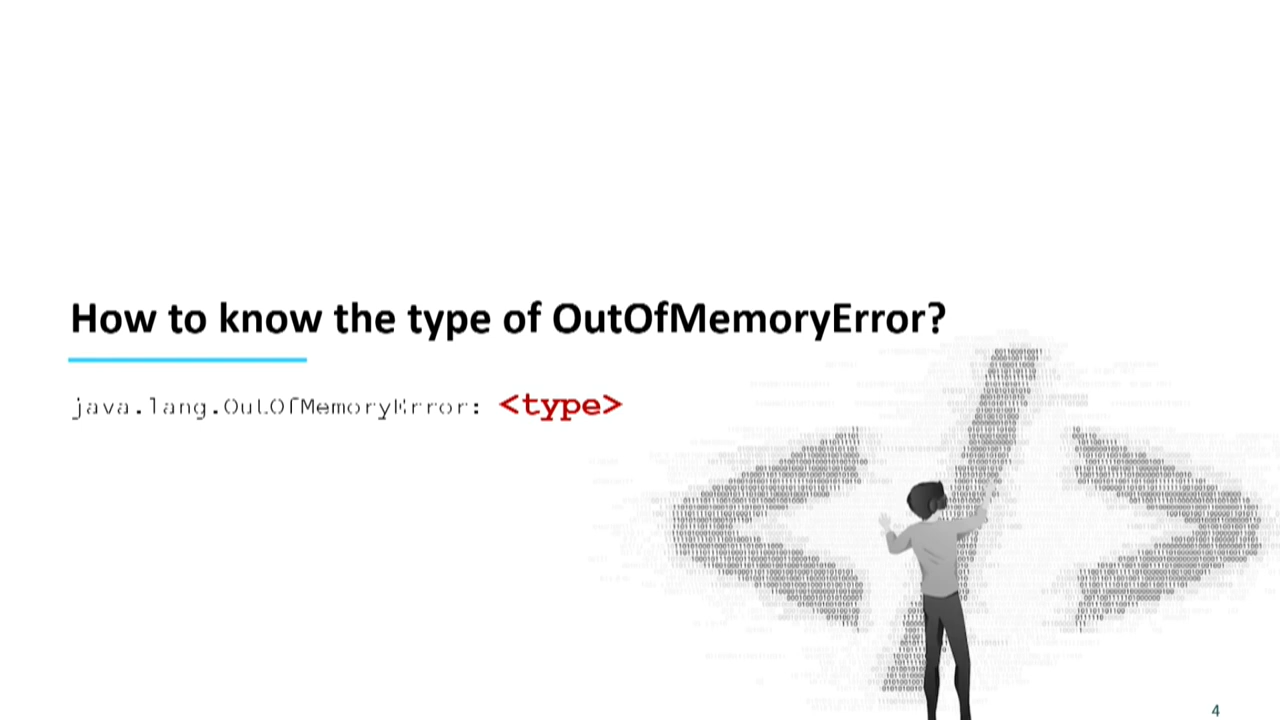 How to know the type of OutOfMemoryError?
java.lang.OutOfMemoryError: <type>
4